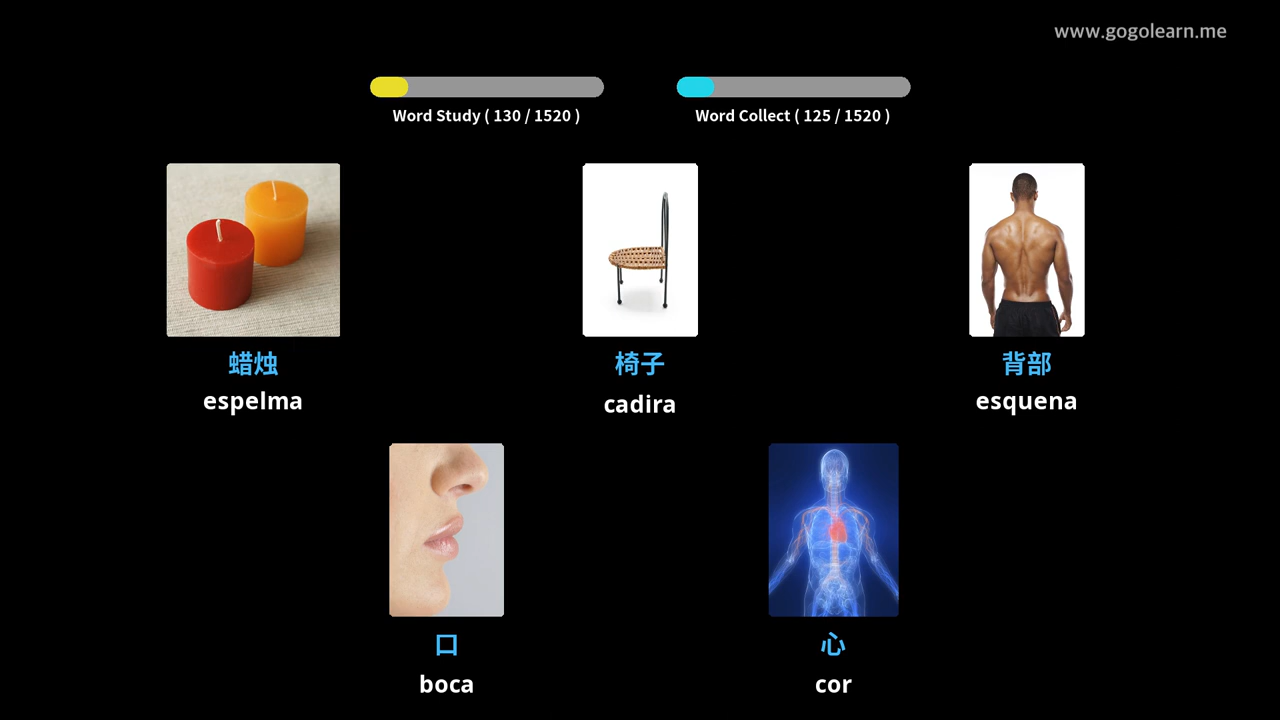 www.gogolearn.me
Word Study ( 130 / 1520 )
Word Collect ( 125 / 1520 )
蜡烛
espelma
椅子
cadira
背部
esquena
口
boca
心
cor